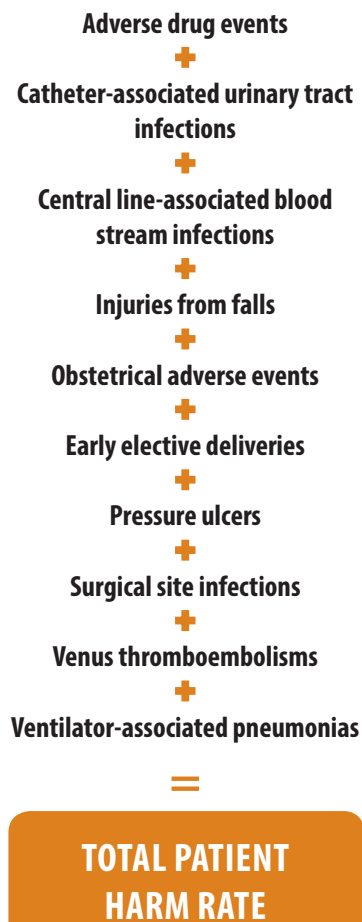 Adverse drug events
+
Catheter-associated urinary tract
infections
+
Central line-associated blood
stream infections
+
Injuries from falls
+
Obstetrical adverse events
+
Early elective deliveries
+
Pressure ulcers
+
Surgical site infections
+
Venus thromboembolisms
+
Ventilator-associated pneumonias
=
TOTAL PATIENT
HARM RATE